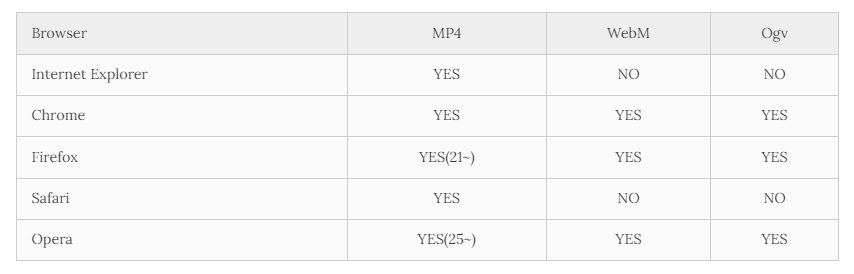 Browser MP4 WebM Ogv
Internet Explorer YES NO NO
Chrome YES YES YES
Firefox YES(21~) YES YES
Safari YES NO NO
Opera YES(25~) YES YES